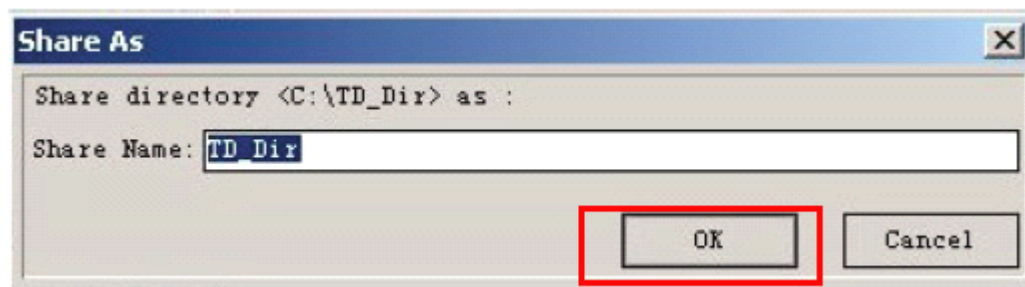 Share As
Share directory <C:\TD_Dir> as :
Share Name: TD_Dir
OK Cancel